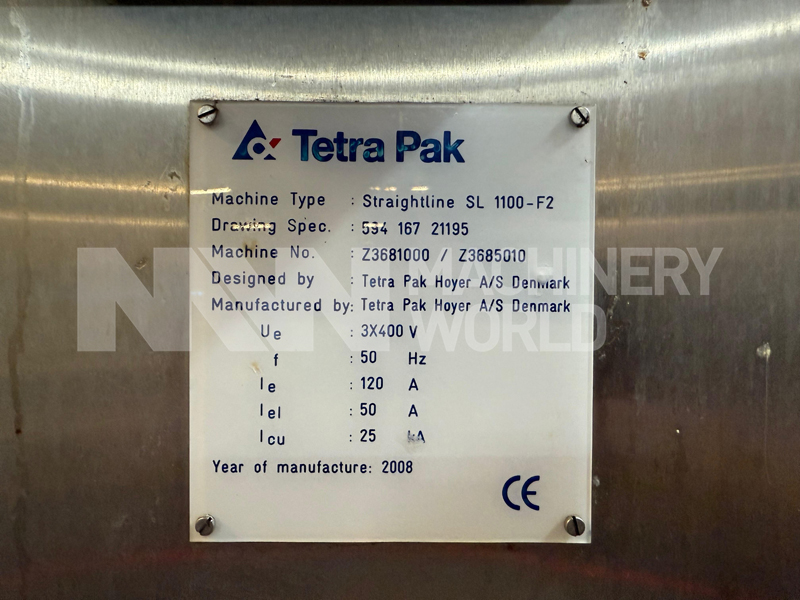 Tetra Pak
Machine Type : Straightline SL 1100-F2
Drawing Spec. : 594 167 21195
Machine No. : Z3681000 / Z3685010
Designed by : Tetra Pak Hoyer A/S Denmark
Manufactured by: Tetra Pak Hoyer A/S Denmark
Ue : 3X400 V
f : 50 Hz
Ie : 120 A
Iel : 50 A
Icu : 25 kA
Year of manufacture: 2008
CE
MW MACHINERY
WORLD